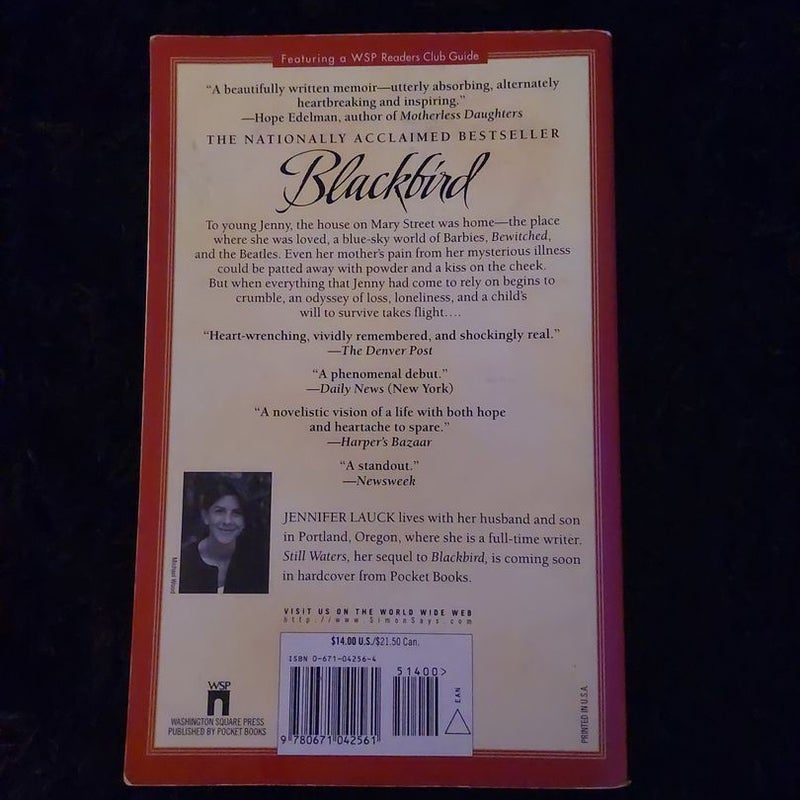 Featuring a WSP Readers Club Guide
“A beautifully written memoir—utterly absorbing, alternately
heartbreaking and inspiring.”
—Hope Edelman, author of Motherless Daughters
THE NATIONALLY ACCLAIMED BESTSELLER
Blackbird
To young Jenny, the house on Mary Street was home—the place
where she was loved, a blue-sky world of Barbies, Bewitched,
and the Beatles. Even her mother's pain from her mysterious illness
could be patted away with powder and a kiss on the cheek.
But when everything that Jenny had come to rely on begins to
crumble, an odyssey of loss, loneliness, and a child's
will to survive takes flight....
“Heart-wrenching, vividly remembered, and shockingly real.”
—The Denver Post
“A phenomenal debut.”
—Daily News (New York)
“A novelistic vision of a life with both hope
and heartache to spare.”
—Harper's Bazaar
“A standout.”
—Newsweek
JENNIFER LAUCK lives with her husband and son
in Portland, Oregon, where she is a full-time writer.
Still Waters, her sequel to Blackbird, is coming soon
in hardcover from Pocket Books.
Michael Wood
VISIT US ON THE WORLD WIDE WEB
http://www.SimonSays.com
$14.00 U.S./$21.50 Can.
ISBN 0-671-04256-4
51400>
9 780671 042561
EAN
WSP
WASHINGTON SQUARE PRESS
PUBLISHED BY POCKET BOOKS
PRINTED IN U.S.A.